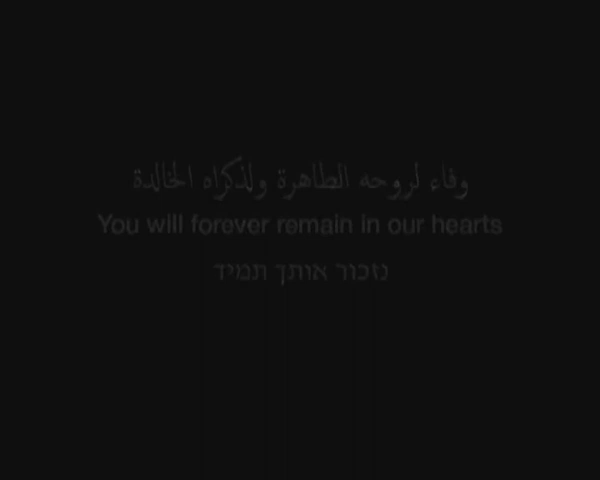 وفاء لروحه الطاهرة ولذكراه الخالدة
You will forever remain in our hearts
נזכור אותך תמיד